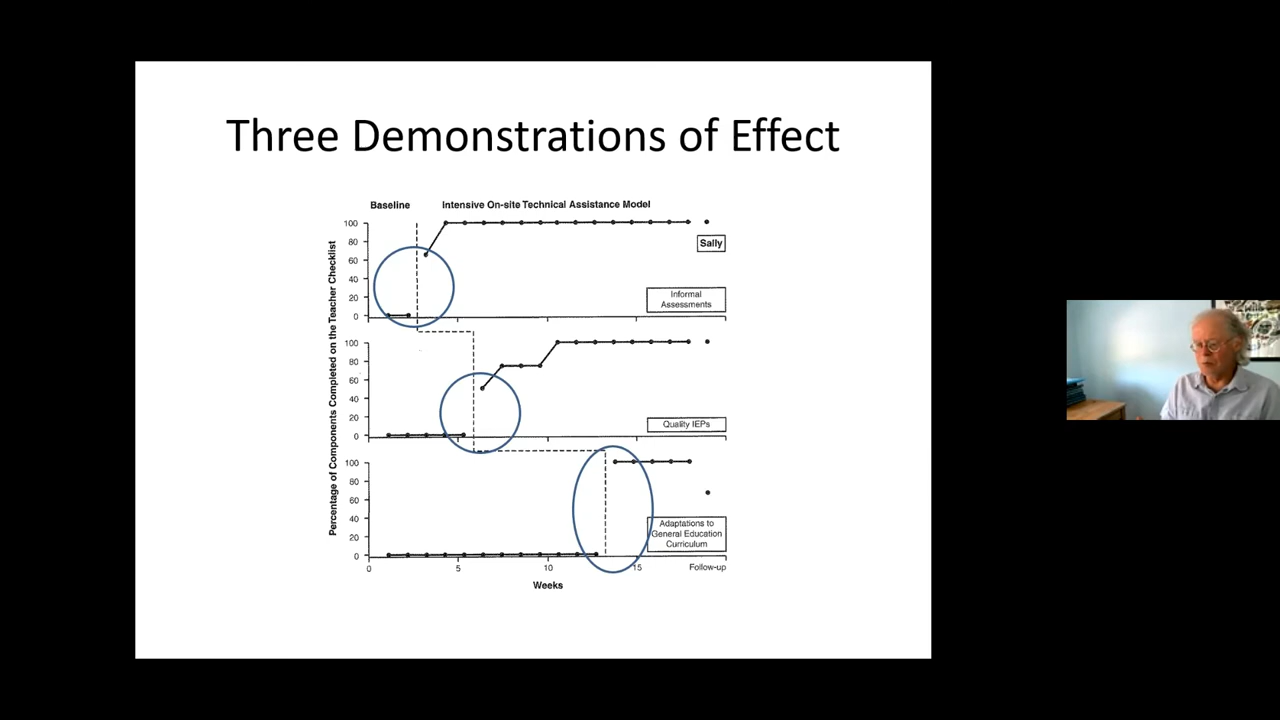 Three Demonstrations of Effect
Baseline
Intensive On-site Technical Assistance Model
Percentage of Components Completed on the Teacher Checklist
100
80
60
40
20
0
Sally
Informal
Assessments
100
80
60
40
20
0
Quality IEPs
100
80
60
40
20
0
Adaptations to
General Education
Curriculum
0
5
10
15
Follow-up
Weeks